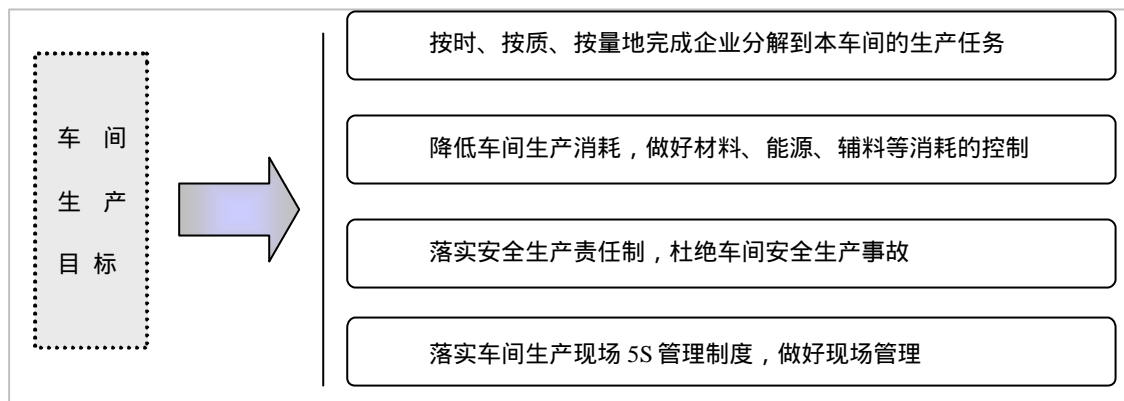 车 间
生 产
目 标
按时、按质、按量地完成企业分解到本车间的生产任务
降低车间生产消耗，做好材料、能源、辅料等消耗的控制
落实安全生产责任制，杜绝车间安全生产事故
落实车间生产现场 5S 管理制度，做好现场管理